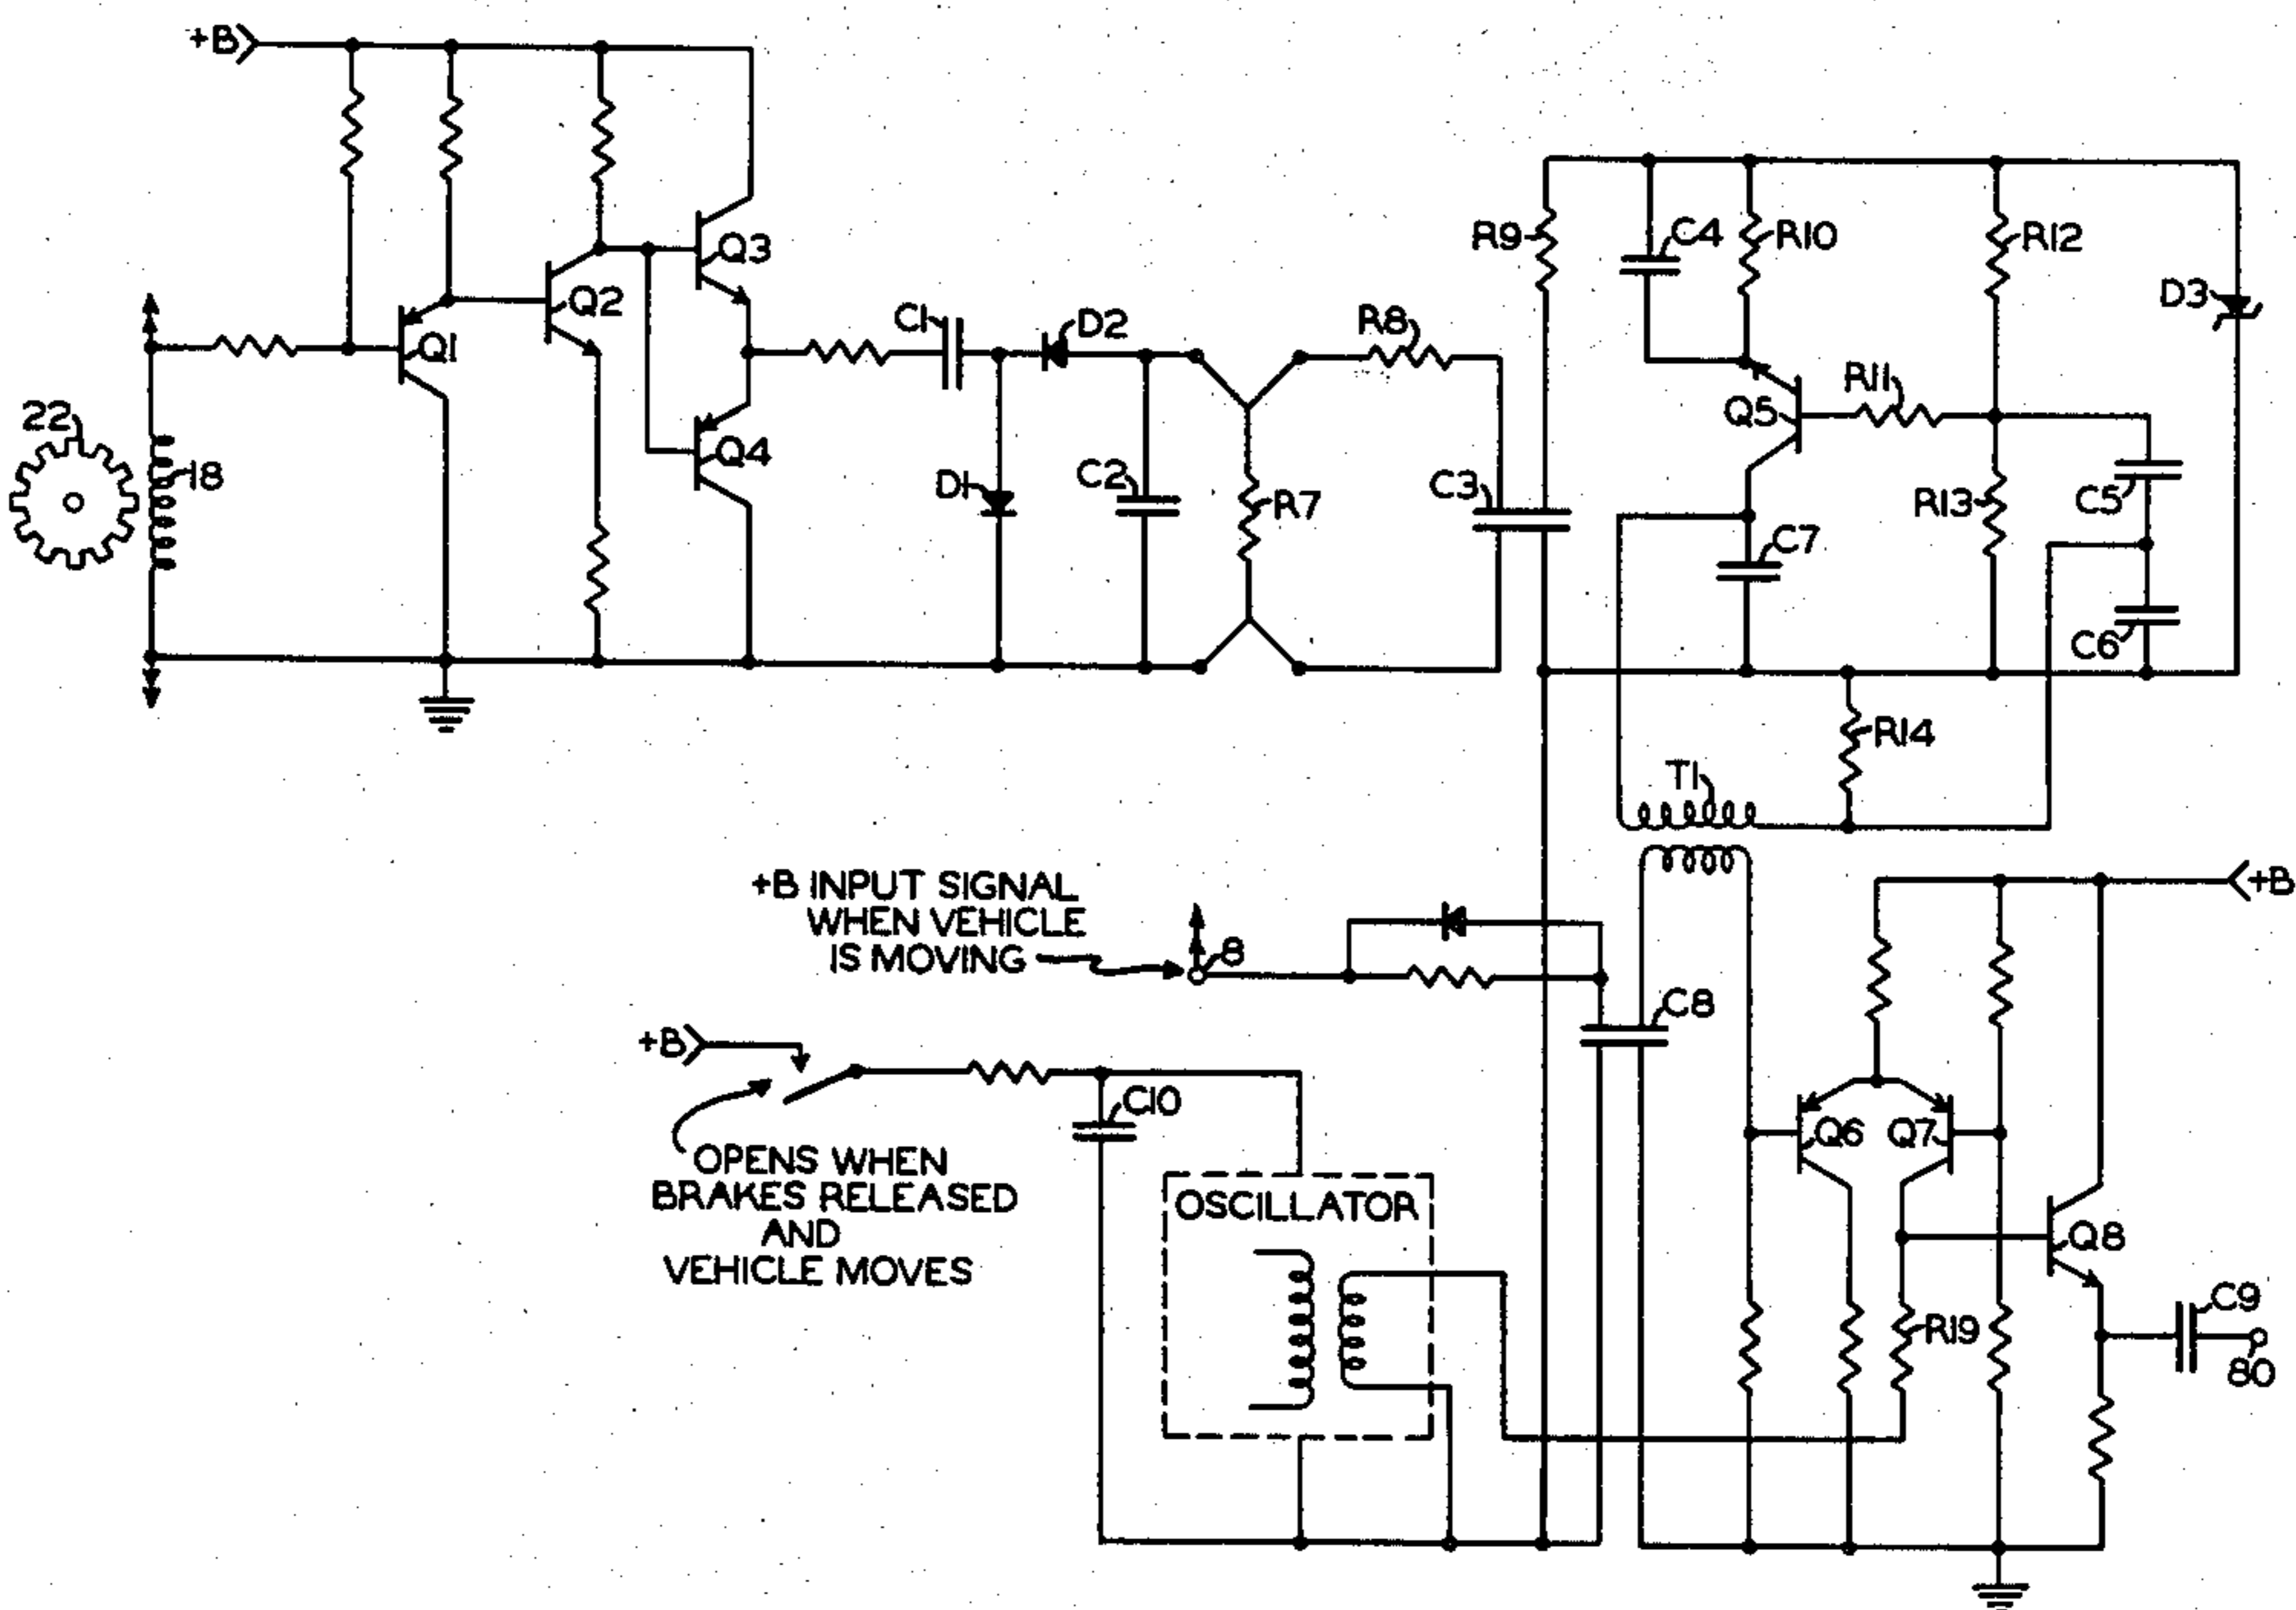 +B
Q3
Q2
Q1
22
18
Q4
C1
D2
D1
C2
R7
R8
C3
R9
C4
R10
R12
D3
Q5
R11
R13
C5
C7
C6
R14
T1
+B INPUT SIGNAL
WHEN VEHICLE
IS MOVING
8
+B
C8
+B
C10
OPENS WHEN
BRAKES RELEASED
AND
VEHICLE MOVES
OSCILLATOR
Q6
Q7
Q8
R19
C9
80